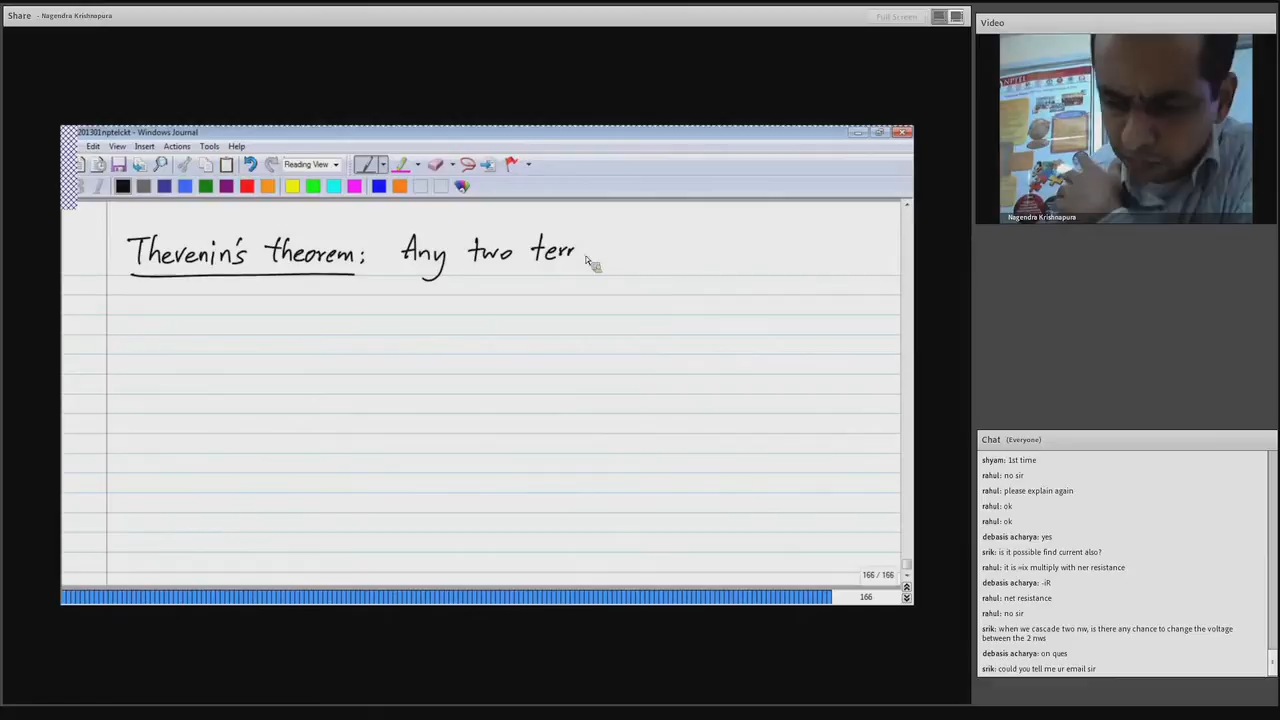 Share - Nagendra Krishnapura
Full Screen
Video
201301nptelckt - Windows Journal
Edit View Insert Actions Tools Help
Reading View
Thevenin's theorem: Any two terr
NPTEL
Nagendra Krishnapura
166 / 166
166
Chat (Everyone)
shyam: 1st time
rahul: no sir
rahul: please explain again
rahul: ok
rahul: ok
debasis acharya: yes
srik: is it possible find current also?
rahul: it is =ix multiply with ner resistance
debasis acharya: -iR
rahul: net resistance
rahul: no sir
srik: when we cascade two nw, is there any chance to change the voltage
between the 2 nws
debasis acharya: on ques
srik: could you tell me ur email sir